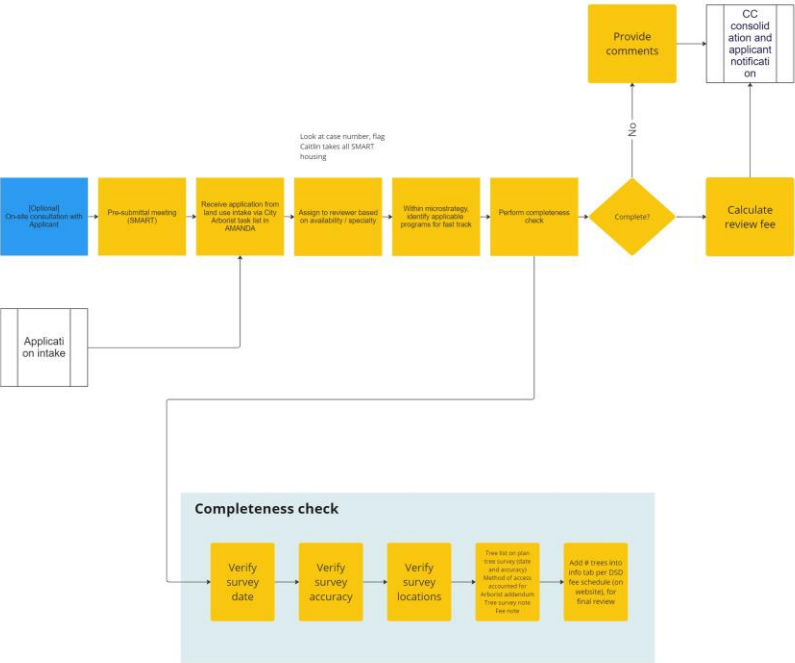 Provide
comments
CC
consolid
ation and
applicant
notificati
on
No
Look at case number, flag
Caitlin takes all SMART
housing
[Optional]
On-site consultation with
Applicant
Pre-submittal meeting
(SMART)
Receive application from
land use intake via City
Arborist task list in
AMANDA
Assign to reviewer based
on availability / specialty
Within microstrategy,
identify applicable
programs for fast track
Perform completeness
check
Complete?
Calculate
review fee
Applicati
on intake
Completeness check
Verify
survey
date
Verify
survey
accuracy
Verify
survey
locations
Tree list on plan
tree survey (date
and accuracy)
Method of access
accounted for
Arborist addendum
Tree survey note
Fee note
Add # trees into
info tab per DSD
fee schedule (on
website), for
final review